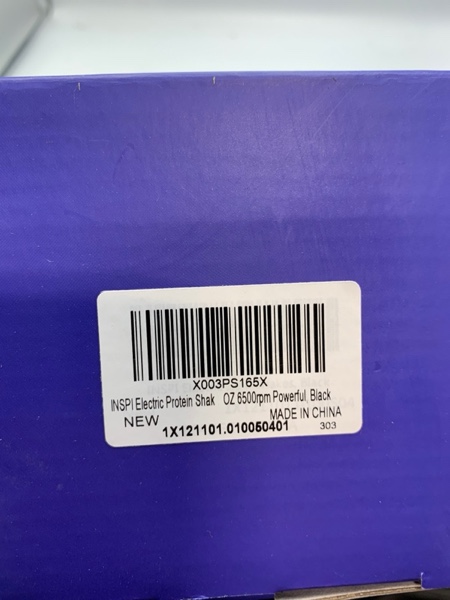 X003PS165X
INSPI Electric Protein Shak OZ 6500rpm Powerful, Black
NEW MADE IN CHINA
1X121101.010050401 303